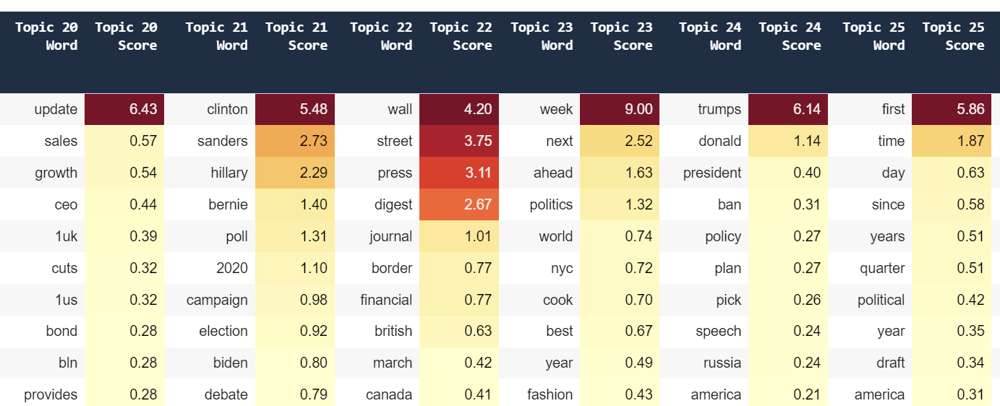 Topic 20 Word Topic 20 Score Topic 21 Word Topic 21 Score Topic 22 Word Topic 22 Score Topic 23 Word Topic 23 Score Topic 24 Word Topic 24 Score Topic 25 Word Topic 25 Score
update 6.43 clinton 5.48 wall 4.20 week 9.00 trumps 6.14 first 5.86
sales 0.57 sanders 2.73 street 3.75 next 2.52 donald 1.14 time 1.87
growth 0.54 hillary 2.29 press 3.11 ahead 1.63 president 0.40 day 0.63
ceo 0.44 bernie 1.40 digest 2.67 politics 1.32 ban 0.31 since 0.58
1uk 0.39 poll 1.31 journal 1.01 world 0.74 policy 0.27 years 0.51
cuts 0.32 2020 1.10 border 0.77 nyc 0.72 plan 0.27 quarter 0.51
1us 0.32 campaign 0.98 financial 0.77 cook 0.70 pick 0.26 political 0.42
bond 0.28 election 0.92 british 0.63 best 0.67 speech 0.24 year 0.35
bln 0.28 biden 0.80 march 0.42 year 0.49 russia 0.24 draft 0.34
provides 0.28 debate 0.79 canada 0.41 fashion 0.43 america 0.21 america 0.31